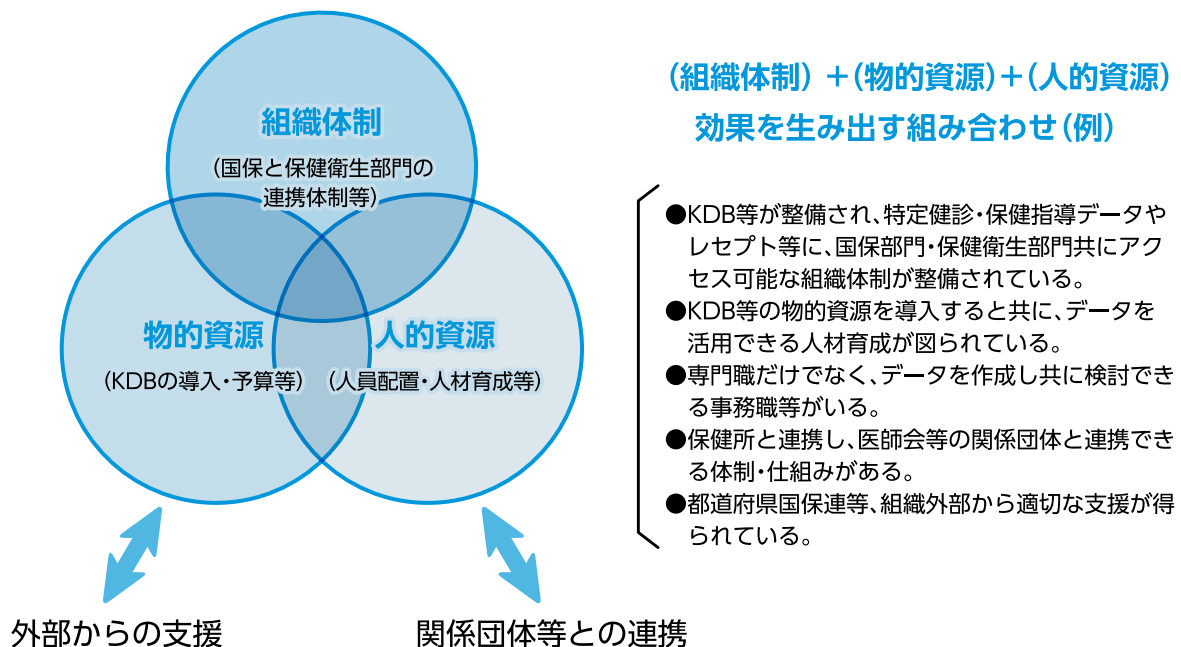 組織体制
（国保と保健衛生部門の
連携体制等）
物的資源
（KDBの導入・予算等）
人的資源
（人員配置・人材育成等）
外部からの支援
関係団体等との連携
（組織体制）＋（物的資源）＋（人的資源）
効果を生み出す組み合わせ（例）
●KDB等が整備され、特定健診・保健指導データや
レセプト等に、国保部門・保健衛生部門共にアク
セス可能な組織体制が整備されている。
●KDB等の物的資源を導入すると共に、データを
活用できる人材育成が図られている。
●専門職だけでなく、データを作成し共に検討でき
る事務職等がいる。
●保健所と連携し、医師会等の関係団体と連携でき
る体制・仕組みがある。
●都道府県国保連等、組織外部から適切な支援が得
られている。